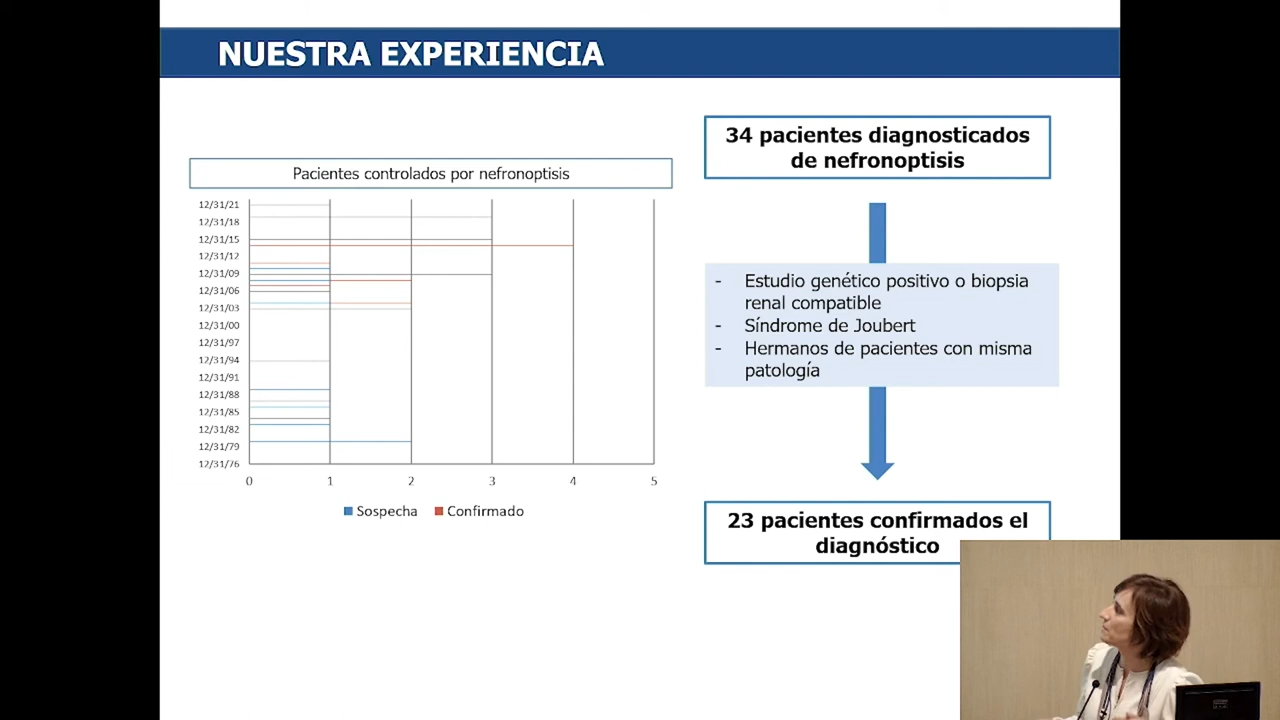 NUESTRA EXPERIENCIA
Pacientes controlados por nefronoptisis
12/31/21
12/31/18
12/31/15
12/31/12
12/31/09
12/31/06
12/31/03
12/31/00
12/31/97
12/31/94
12/31/91
12/31/88
12/31/85
12/31/82
12/31/79
12/31/76
0 1 2 3 4 5
Sospecha Confirmado
34 pacientes diagnosticados
de nefronoptisis
- Estudio genético positivo o biopsia
renal compatible
- Síndrome de Joubert
- Hermanos de pacientes con misma
patología
23 pacientes confirmados el
diagnóstico